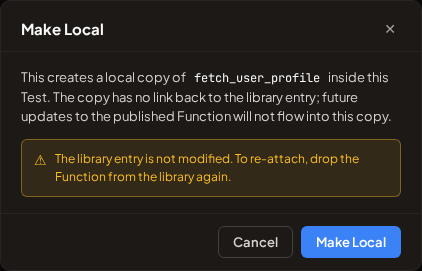 Make Local
This creates a local copy of fetch_user_profile inside this
Test. The copy has no link back to the library entry; future
updates to the published Function will not flow into this copy.
The library entry is not modified. To re-attach, drop the
Function from the library again.
Cancel Make Local